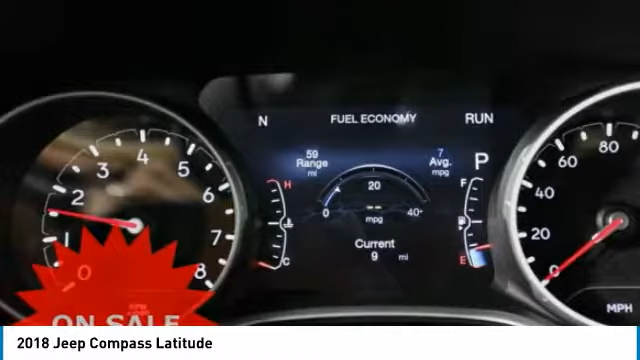 N
FUEL ECONOMY
RUN
59
Range
mi
7
Avg.
mpg
P
H
C
F
E
20
0
40
mpg
Current
9 mi
0
1
2
3
4
5
6
7
8
0
20
40
60
80
MPH
ON SALE
2018 Jeep Compass Latitude